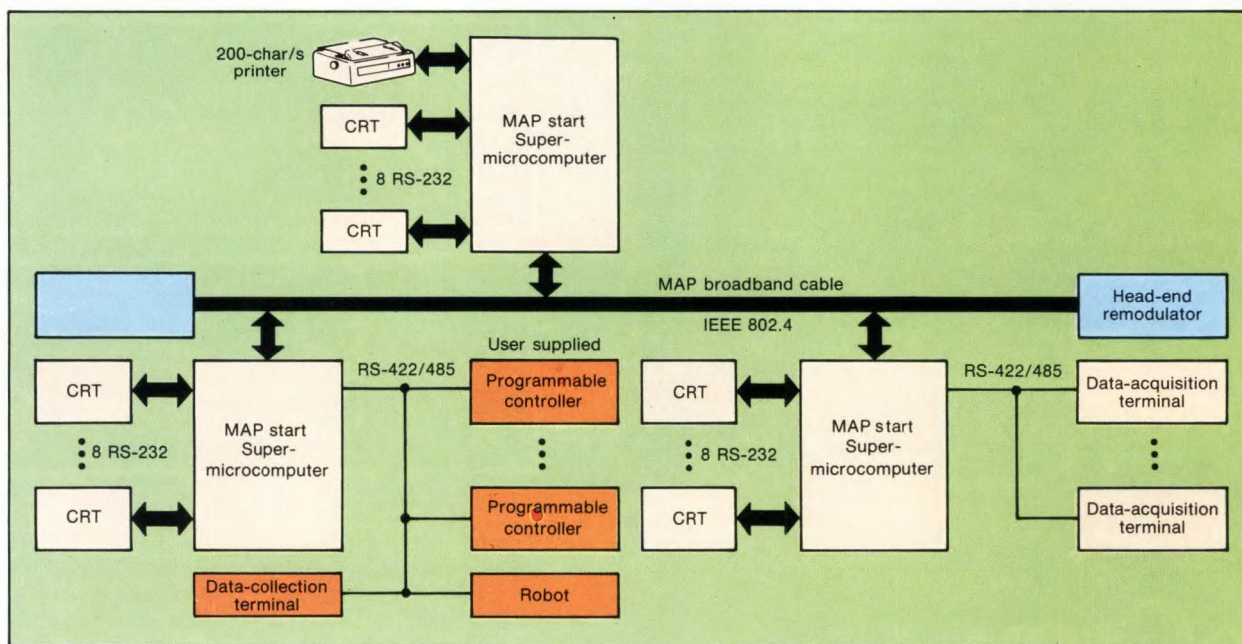 200-char/s
printer
CRT
8 RS-232
CRT
MAP start
Super-
microcomputer
MAP broadband cable
IEEE 802.4
Head-end
remodulator
CRT
8 RS-232
CRT
MAP start
Super-
microcomputer
RS-422/485
User supplied
Programmable
controller
Programmable
controller
Data-collection
terminal
Robot
CRT
8 RS-232
CRT
MAP start
Super-
microcomputer
RS-422/485
Data-acquisition
terminal
Data-acquisition
terminal